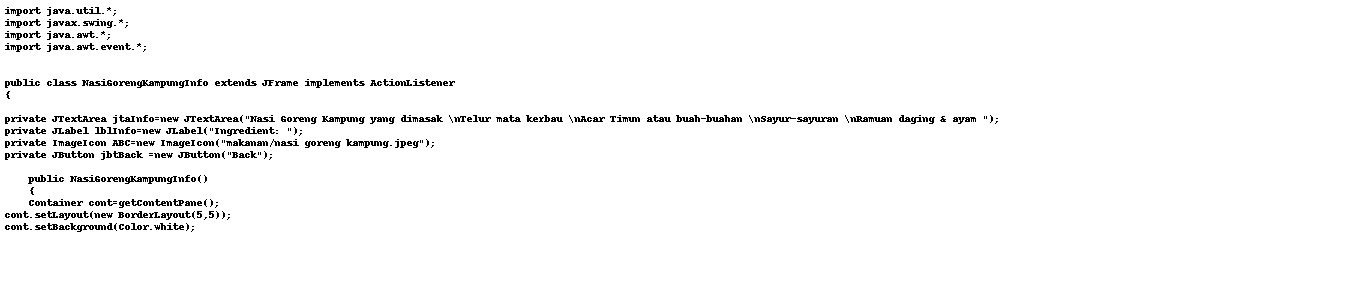 import java.util.*;
import javax.swing.*;
import java.awt.*;
import java.awt.event.*;
public class NasiGorengKampungInfo extends JFrame implements ActionListener
{
private JTextArea jtaInfo=new JTextArea("Nasi Goreng Kampung yang dimasak \nTelur mata kerbau \nAcar Timun atau buah-buahan \nSayur-sayuran \nRamuan daging & ayam ");
private JLabel lblInfo=new JLabel("Ingredient: ");
private ImageIcon ABC=new ImageIcon("makanan/nasi goreng kampung.jpeg");
private JButton jbtBack =new JButton("Back");
public NasiGorengKampungInfo()
{
Container cont=getContentPane();
cont.setLayout(new BorderLayout(5,5));
cont.setBackground(Color.white);